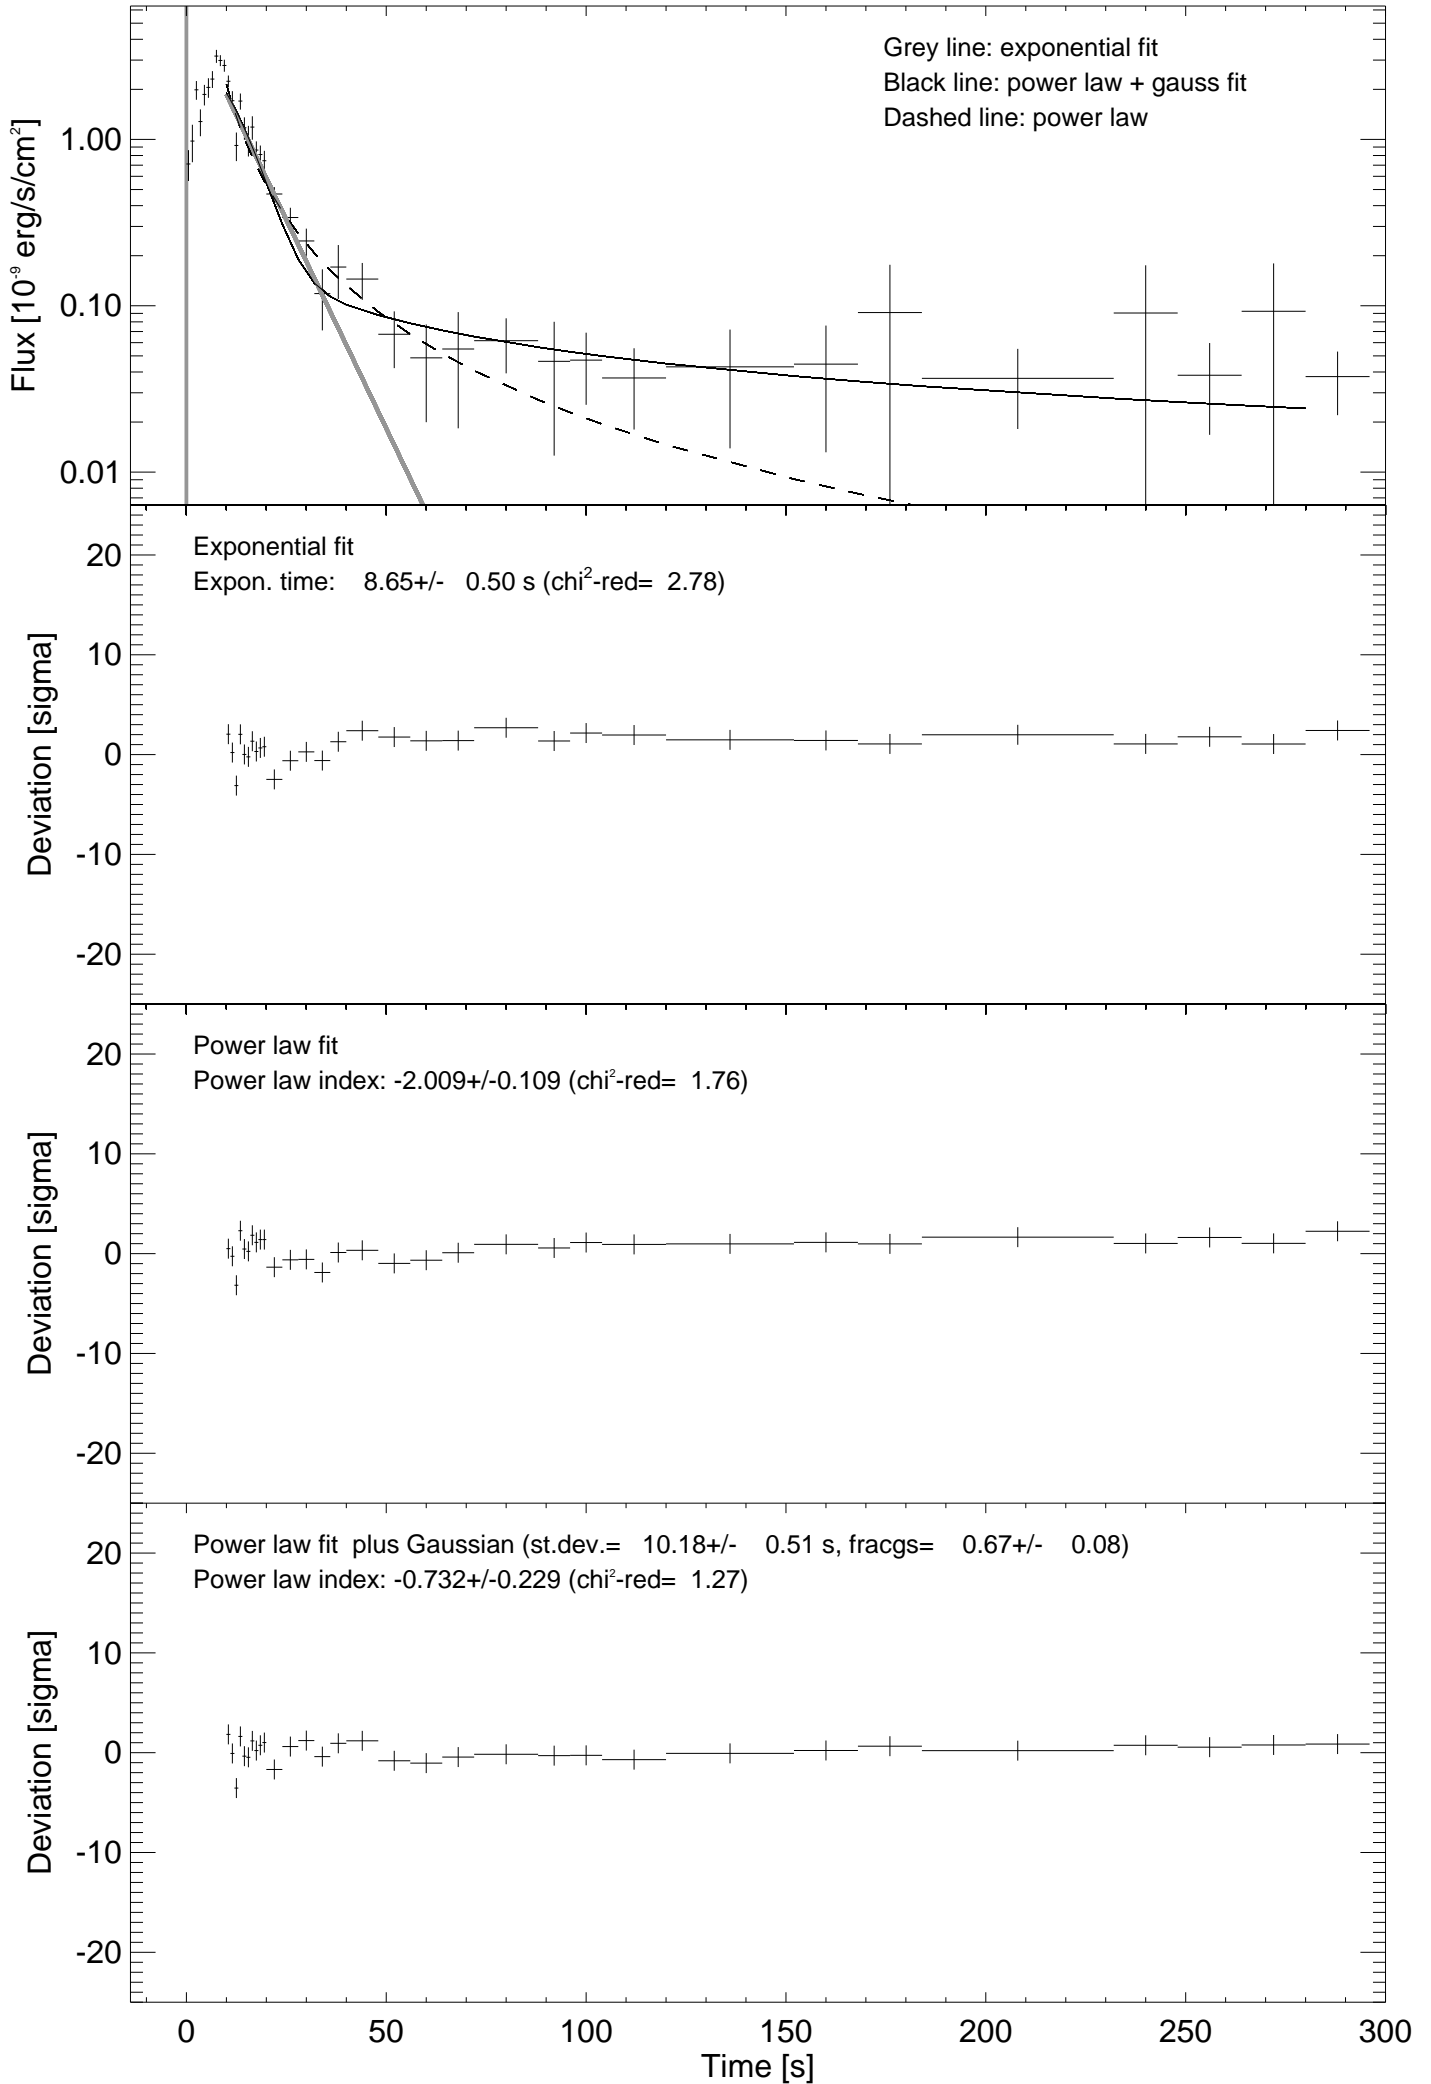 Grey line: exponential fit
Black line: power law + gauss fit
Dashed line: power law
Flux [10⁻⁹ erg/s/cm²]
1.00
0.10
0.01
Exponential fit
Expon. time: 8.65+/- 0.50 s (chi²-red= 2.78)
Deviation [sigma]
20
10
0
-10
-20
Power law fit
Power law index: -2.009+/-0.109 (chi²-red= 1.76)
Deviation [sigma]
20
10
0
-10
-20
Power law fit plus Gaussian (st.dev.= 10.18+/- 0.51 s, fracgs= 0.67+/- 0.08)
Power law index: -0.732+/-0.229 (chi²-red= 1.27)
Deviation [sigma]
20
10
0
-10
-20
0 50 100 150 200 250 300
Time [s]